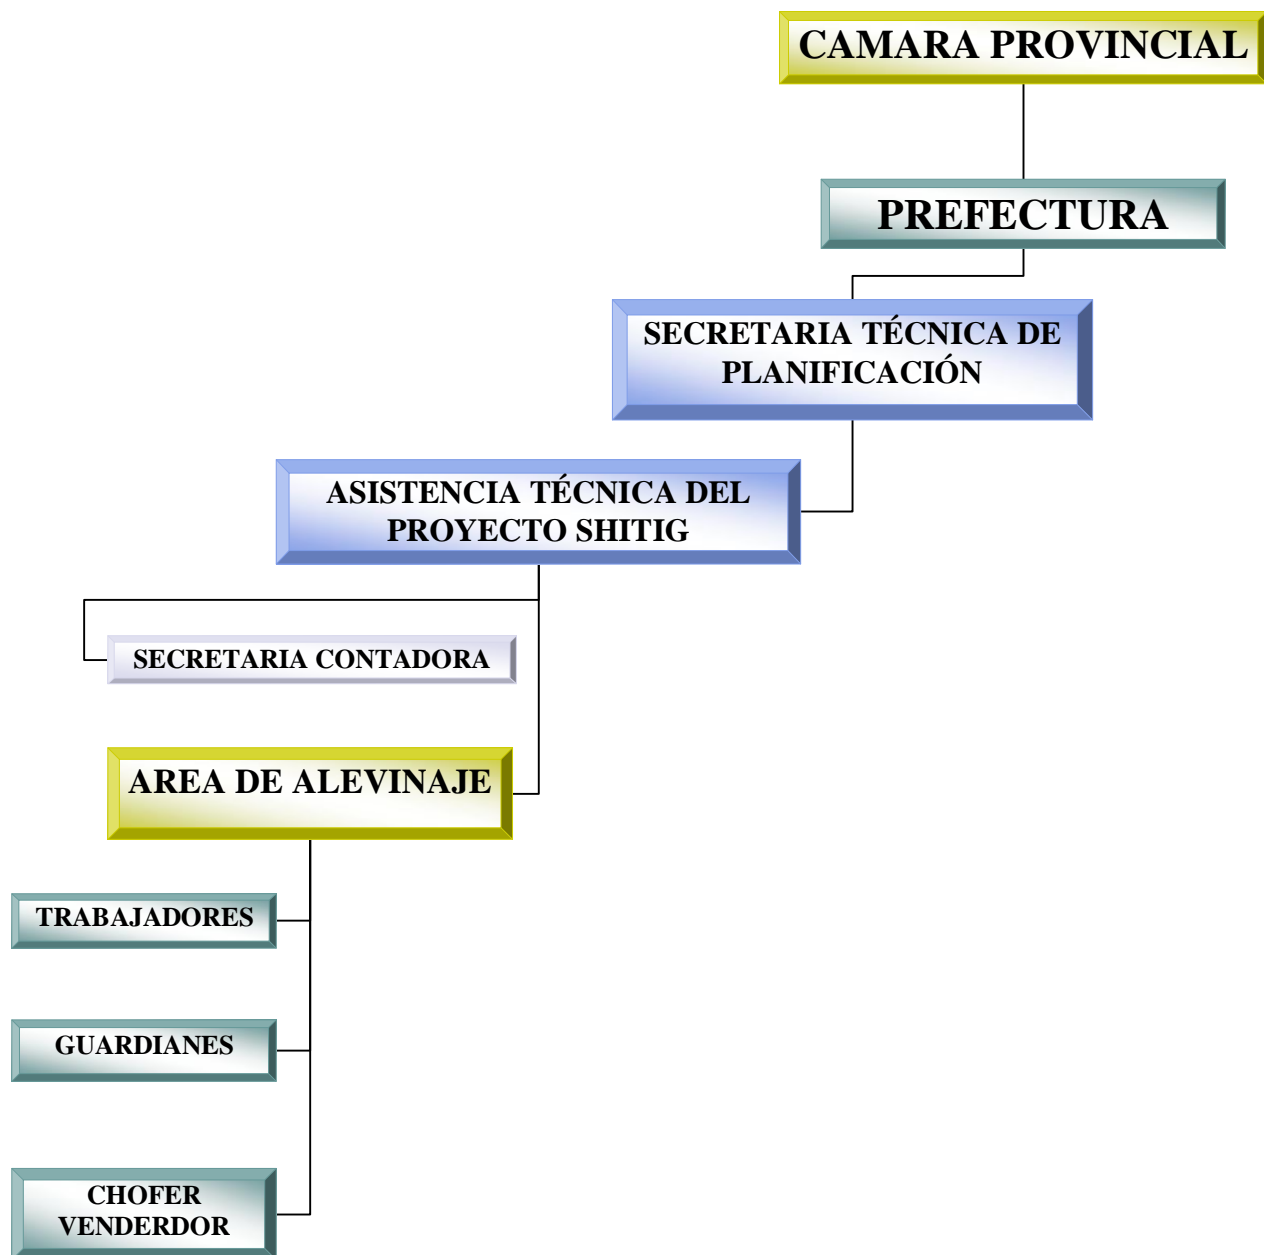 CAMARA PROVINCIAL
PREFECTURA
SECRETARIA TÉCNICA DE
PLANIFICACIÓN
ASISTENCIA TÉCNICA DEL
PROYECTO SHITIG
SECRETARIA CONTADORA
AREA DE ALEVINAJE
TRABAJADORES
GUARDIANES
CHOFER
VENDERDOR